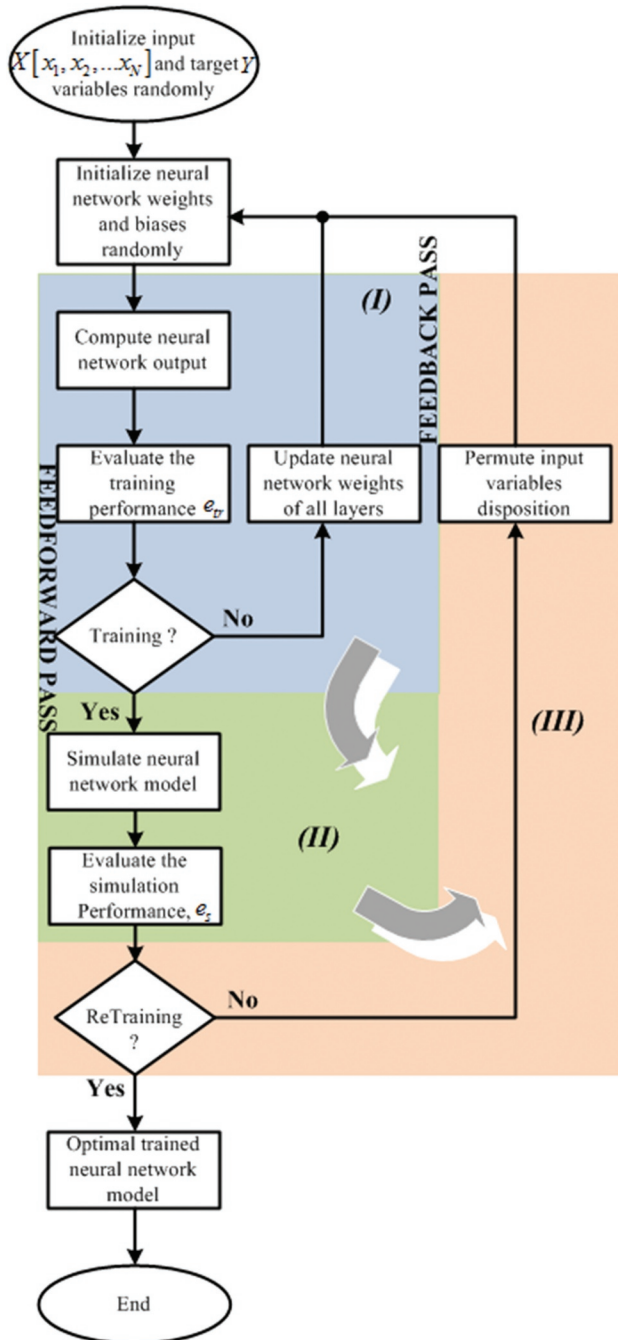 Initialize input
X[x₁, x₂, ...x_N] and target Y
variables randomly
Initialize neural
network weights
and biases
randomly
(I)
FEEDBACK PASS
Compute neural
network output
Evaluate the
training
performance e_tr
Update neural
network weights
of all layers
Permute input
variables
disposition
FEEDFORWARD PASS
Training ?
No
Yes
Simulate neural
network model
(III)
(II)
Evaluate the
simulation
Performance, e_s
ReTraining
?
No
Yes
Optimal trained
neural network
model
End